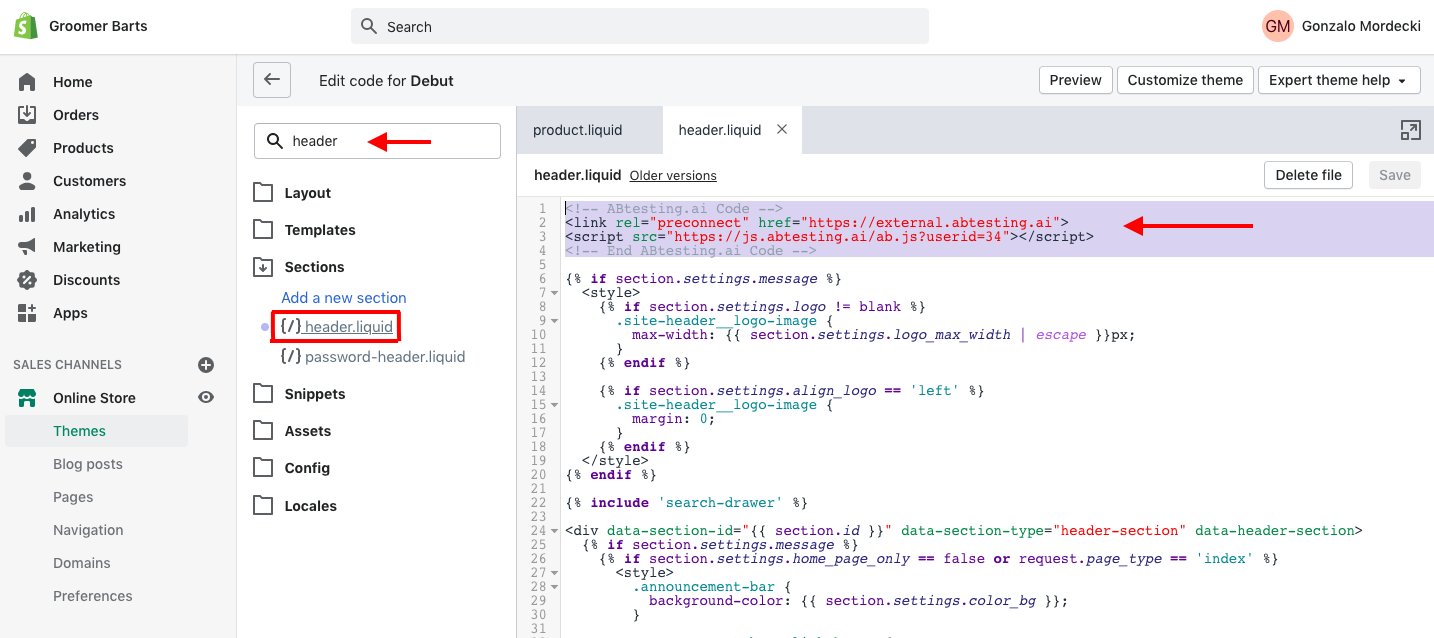 Groomer Barts
Search
GM Gonzalo Mordecki
Home
Orders
Products
Customers
Analytics
Marketing
Discounts
Apps
SALES CHANNELS
Online Store
Themes
Blog posts
Pages
Navigation
Domains
Preferences
Edit code for Debut
Preview
Customize theme
Expert theme help
header
Layout
Templates
Sections
Add a new section
{/} header.liquid
{/} password-header.liquid
Snippets
Assets
Config
Locales
product.liquid
header.liquid
header.liquid Older versions
Delete file
Save
1 <!-- ABtesting.ai Code -->
2 <link rel="preconnect" href="https://external.abtesting.ai">
3 <script src="https://js.abtesting.ai/ab.js?userid=34"></script>
4 <!-- End ABtesting.ai Code -->
5
6 {% if section.settings.message %}
7 <style>
8 {% if section.settings.logo != blank %}
9 .site-header__logo-image {
10 max-width: {{ section.settings.logo_max_width | escape }}px;
11 }
12 {% endif %}
13
14 {% if section.settings.align_logo == 'left' %}
15 .site-header__logo-image {
16 margin: 0;
17 }
18 {% endif %}
19 </style>
20 {% endif %}
21
22 {% include 'search-drawer' %}
23
24 <div data-section-id="{{ section.id }}" data-section-type="header-section" data-header-section>
25 {% if section.settings.message %}
26 {% if section.settings.home_page_only == false or request.page_type == 'index' %}
27 <style>
28 .announcement-bar {
29 background-color: {{ section.settings.color_bg }};
30 }
31